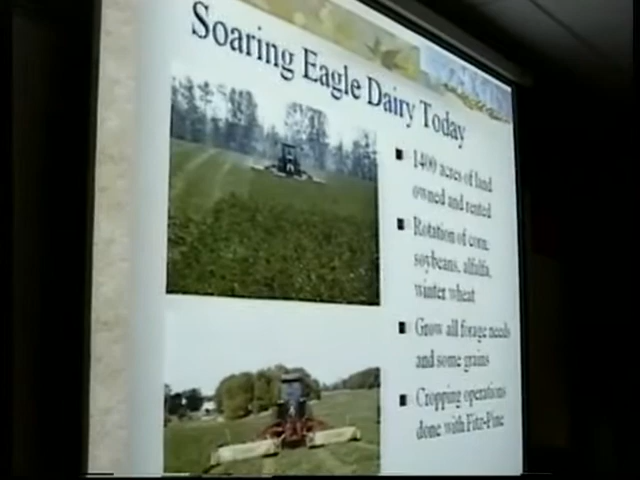 Soaring Eagle Dairy Today
1400 acres of land
owned and rented
Rotation of corn,
soybeans, alfalfa,
winter wheat
Grow all forage needs
and some grains
Cropping operations
done with Fitz-Pine